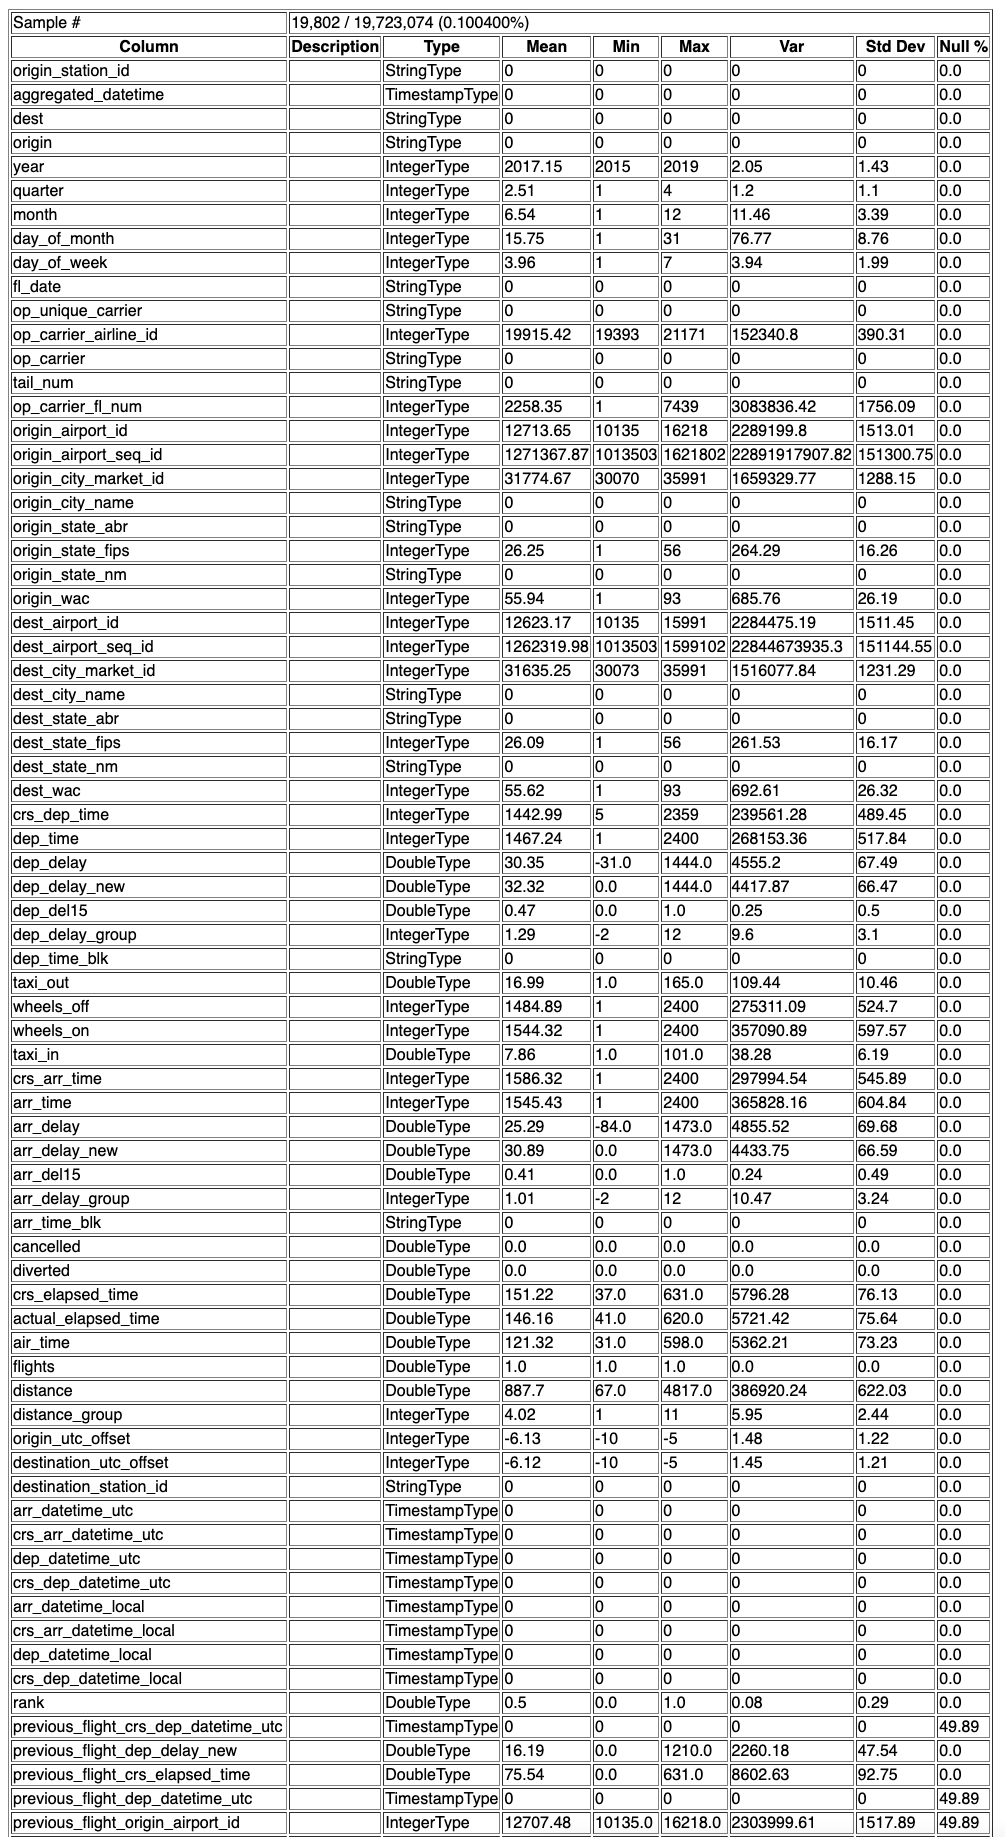 Sample # 19,802 / 19,723,074 (0.100400%)
Column Description Type Mean Min Max Var Std Dev Null %
origin_station_id StringType 0 0 0 0 0 0.0
aggregated_datetime TimestampType 0 0 0 0 0 0.0
dest StringType 0 0 0 0 0 0.0
origin StringType 0 0 0 0 0 0.0
year IntegerType 2017.15 2015 2019 2.05 1.43 0.0
quarter IntegerType 2.51 1 4 1.2 1.1 0.0
month IntegerType 6.54 1 12 11.46 3.39 0.0
day_of_month IntegerType 15.75 1 31 76.77 8.76 0.0
day_of_week IntegerType 3.96 1 7 3.94 1.99 0.0
fl_date StringType 0 0 0 0 0 0.0
op_unique_carrier StringType 0 0 0 0 0 0.0
op_carrier_airline_id IntegerType 19915.42 19393 21171 152340.8 390.31 0.0
op_carrier StringType 0 0 0 0 0 0.0
tail_num StringType 0 0 0 0 0 0.0
op_carrier_fl_num IntegerType 2258.35 1 7439 3083836.42 1756.09 0.0
origin_airport_id IntegerType 12713.65 10135 16218 2289199.8 1513.01 0.0
origin_airport_seq_id IntegerType 1271367.87 1013503 1621802 22891917907.82 151300.75 0.0
origin_city_market_id IntegerType 31774.67 30070 35991 1659329.77 1288.15 0.0
origin_city_name StringType 0 0 0 0 0 0.0
origin_state_abr StringType 0 0 0 0 0 0.0
origin_state_fips IntegerType 26.25 1 56 264.29 16.26 0.0
origin_state_nm StringType 0 0 0 0 0 0.0
origin_wac IntegerType 55.94 1 93 685.76 26.19 0.0
dest_airport_id IntegerType 12623.17 10135 15991 2284475.19 1511.45 0.0
dest_airport_seq_id IntegerType 1262319.98 1013503 1599102 22844673935.3 151144.55 0.0
dest_city_market_id IntegerType 31635.25 30073 35991 1516077.84 1231.29 0.0
dest_city_name StringType 0 0 0 0 0 0.0
dest_state_abr StringType 0 0 0 0 0 0.0
dest_state_fips IntegerType 26.09 1 56 261.53 16.17 0.0
dest_state_nm StringType 0 0 0 0 0 0.0
dest_wac IntegerType 55.62 1 93 692.61 26.32 0.0
crs_dep_time IntegerType 1442.99 5 2359 239561.28 489.45 0.0
dep_time IntegerType 1467.24 1 2400 268153.36 517.84 0.0
dep_delay DoubleType 30.35 -31.0 1444.0 4555.2 67.49 0.0
dep_delay_new DoubleType 32.32 0.0 1444.0 4417.87 66.47 0.0
dep_del15 DoubleType 0.47 0.0 1.0 0.25 0.5 0.0
dep_delay_group IntegerType 1.29 -2 12 9.6 3.1 0.0
dep_time_blk StringType 0 0 0 0 0 0.0
taxi_out DoubleType 16.99 1.0 165.0 109.44 10.46 0.0
wheels_off IntegerType 1484.89 1 2400 275311.09 524.7 0.0
wheels_on IntegerType 1544.32 1 2400 357090.89 597.57 0.0
taxi_in DoubleType 7.86 1.0 101.0 38.28 6.19 0.0
crs_arr_time IntegerType 1586.32 1 2400 297994.54 545.89 0.0
arr_time IntegerType 1545.43 1 2400 365828.16 604.84 0.0
arr_delay DoubleType 25.29 -84.0 1473.0 4855.52 69.68 0.0
arr_delay_new DoubleType 30.89 0.0 1473.0 4433.75 66.59 0.0
arr_del15 DoubleType 0.41 0.0 1.0 0.24 0.49 0.0
arr_delay_group IntegerType 1.01 -2 12 10.47 3.24 0.0
arr_time_blk StringType 0 0 0 0 0 0.0
cancelled DoubleType 0.0 0.0 0.0 0.0 0.0 0.0
diverted DoubleType 0.0 0.0 0.0 0.0 0.0 0.0
crs_elapsed_time DoubleType 151.22 37.0 631.0 5796.28 76.13 0.0
actual_elapsed_time DoubleType 146.16 41.0 620.0 5721.42 75.64 0.0
air_time DoubleType 121.32 31.0 598.0 5362.21 73.23 0.0
flights DoubleType 1.0 1.0 1.0 0.0 0.0 0.0
distance DoubleType 887.7 67.0 4817.0 386920.24 622.03 0.0
distance_group IntegerType 4.02 1 11 5.95 2.44 0.0
origin_utc_offset IntegerType -6.13 -10 -5 1.48 1.22 0.0
destination_utc_offset IntegerType -6.12 -10 -5 1.45 1.21 0.0
destination_station_id StringType 0 0 0 0 0 0.0
arr_datetime_utc TimestampType 0 0 0 0 0 0.0
crs_arr_datetime_utc TimestampType 0 0 0 0 0 0.0
dep_datetime_utc TimestampType 0 0 0 0 0 0.0
crs_dep_datetime_utc TimestampType 0 0 0 0 0 0.0
arr_datetime_local TimestampType 0 0 0 0 0 0.0
crs_arr_datetime_local TimestampType 0 0 0 0 0 0.0
dep_datetime_local TimestampType 0 0 0 0 0 0.0
crs_dep_datetime_local TimestampType 0 0 0 0 0 0.0
rank DoubleType 0.5 0.0 1.0 0.08 0.29 0.0
previous_flight_crs_dep_datetime_utc TimestampType 0 0 0 0 0 49.89
previous_flight_dep_delay_new DoubleType 16.19 0.0 1210.0 2260.18 47.54 0.0
previous_flight_crs_elapsed_time DoubleType 75.54 0.0 631.0 8602.63 92.75 0.0
previous_flight_dep_datetime_utc TimestampType 0 0 0 0 0 49.89
previous_flight_origin_airport_id IntegerType 12707.48 10135.0 16218.0 2303999.61 1517.89 49.89